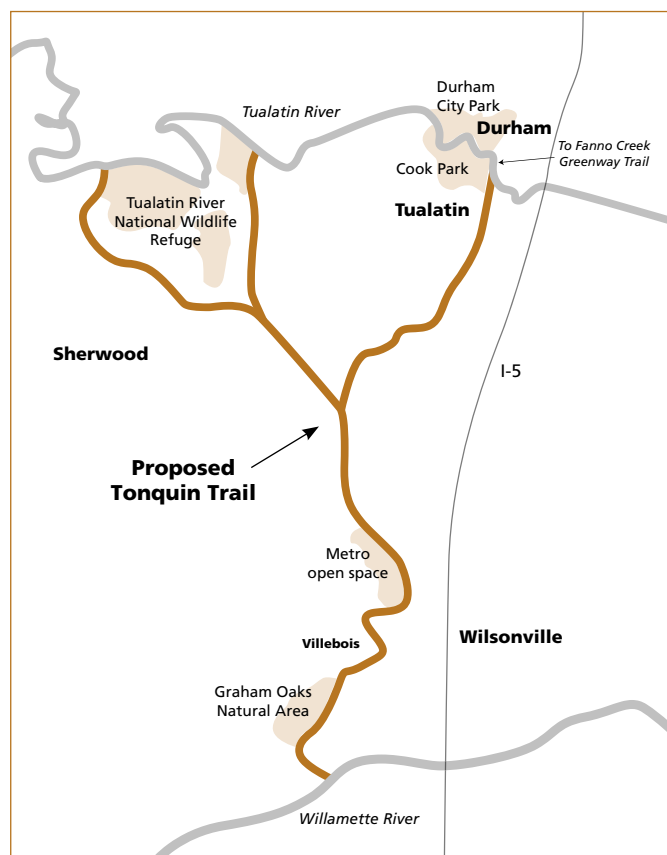 Durham
City Park
Tualatin River
Durham
To Fanno Creek
Greenway Trail
Cook Park
Tualatin River
National Wildlife
Refuge
Tualatin
Sherwood
I-5
Proposed
Tonquin Trail
Metro
open space
Villebois
Wilsonville
Graham Oaks
Natural Area
Willamette River